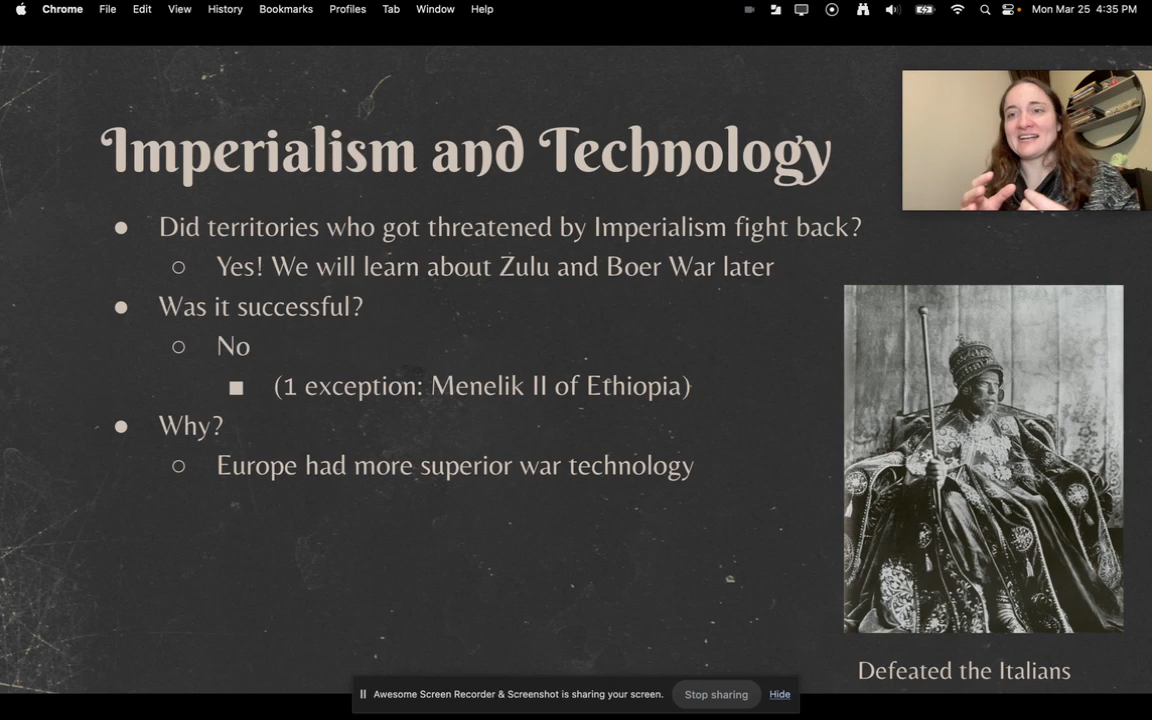 Chrome File Edit View History Bookmarks Profiles Tab Window Help Mon Mar 25 4:35 PM
Imperialism and Technology
● Did territories who got threatened by Imperialism fight back?
○ Yes! We will learn about Zulu and Boer War later
● Was it successful?
○ No
■ (1 exception: Menelik II of Ethiopia)
● Why?
○ Europe had more superior war technology
Defeated the Italians
Awesome Screen Recorder & Screenshot is sharing your screen. Stop sharing Hide